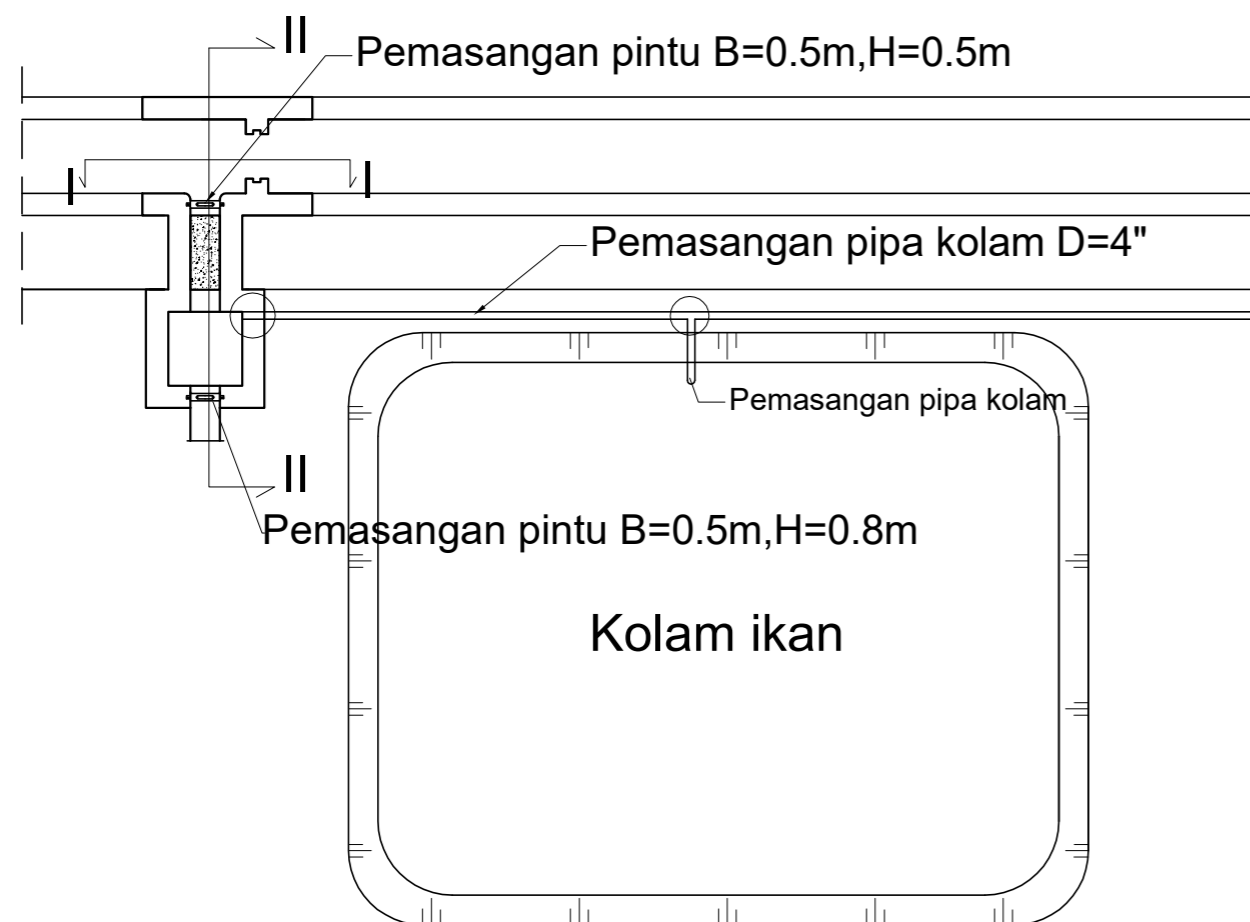 II
Pemasangan pintu B=0.5m,H=0.5m
I
I
Pemasangan pipa kolam D=4"
Pemasangan pipa kolam
II
Pemasangan pintu B=0.5m,H=0.8m
Kolam ikan